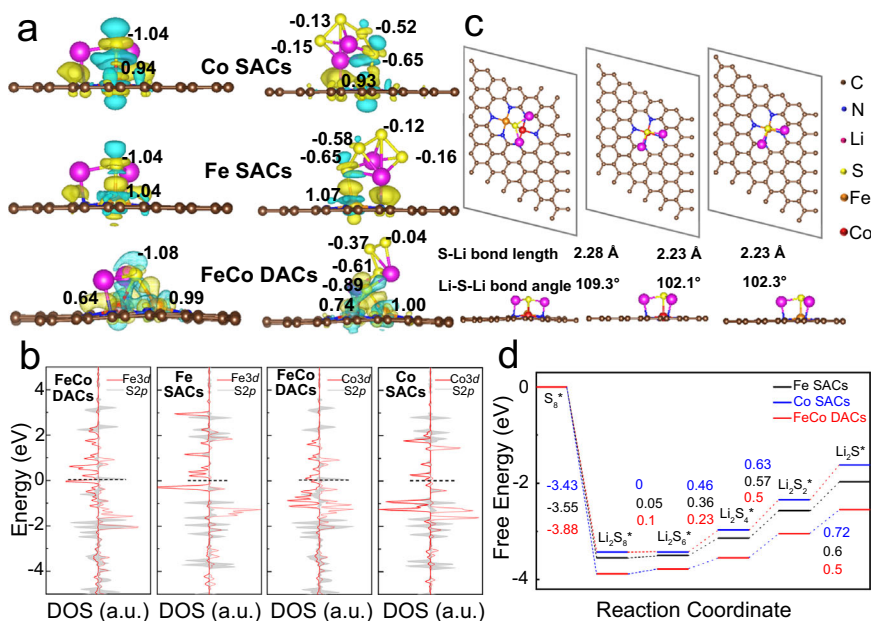 a
-1.04
0.94
Co SACs
-0.13
-0.52
-0.15
-0.65
0.93
-1.04
1.04
Fe SACs
-0.58
-0.12
-0.65
-0.16
1.07
-1.08
0.64
0.99
FeCo DACs
-0.37
-0.04
-0.61
-0.89
0.74
1.00
c
C
N
Li
S
Fe
Co
S-Li bond length 2.28 Å 2.23 Å 2.23 Å
Li-S-Li bond angle 109.3° 102.1° 102.3°
b
Energy (eV)
4
2
0
-2
-4
FeCo DACs
Fe3d
S2p
Fe SACs
Fe3d
S2p
FeCo DACs
Co3d
S2p
Co SACs
Co3d
S2p
DOS (a.u.) DOS (a.u.) DOS (a.u.) DOS (a.u.)
d
Free Energy (eV)
0
-2
-4
S8*
Fe SACs
Co SACs
FeCo DACs
-3.43
-3.55
-3.88
Li2S8*
0
0.05
0.1
Li2S6*
0.46
0.36
0.23
Li2S4*
0.63
0.57
0.5
Li2S2*
Li2S*
0.72
0.6
0.5
Reaction Coordinate